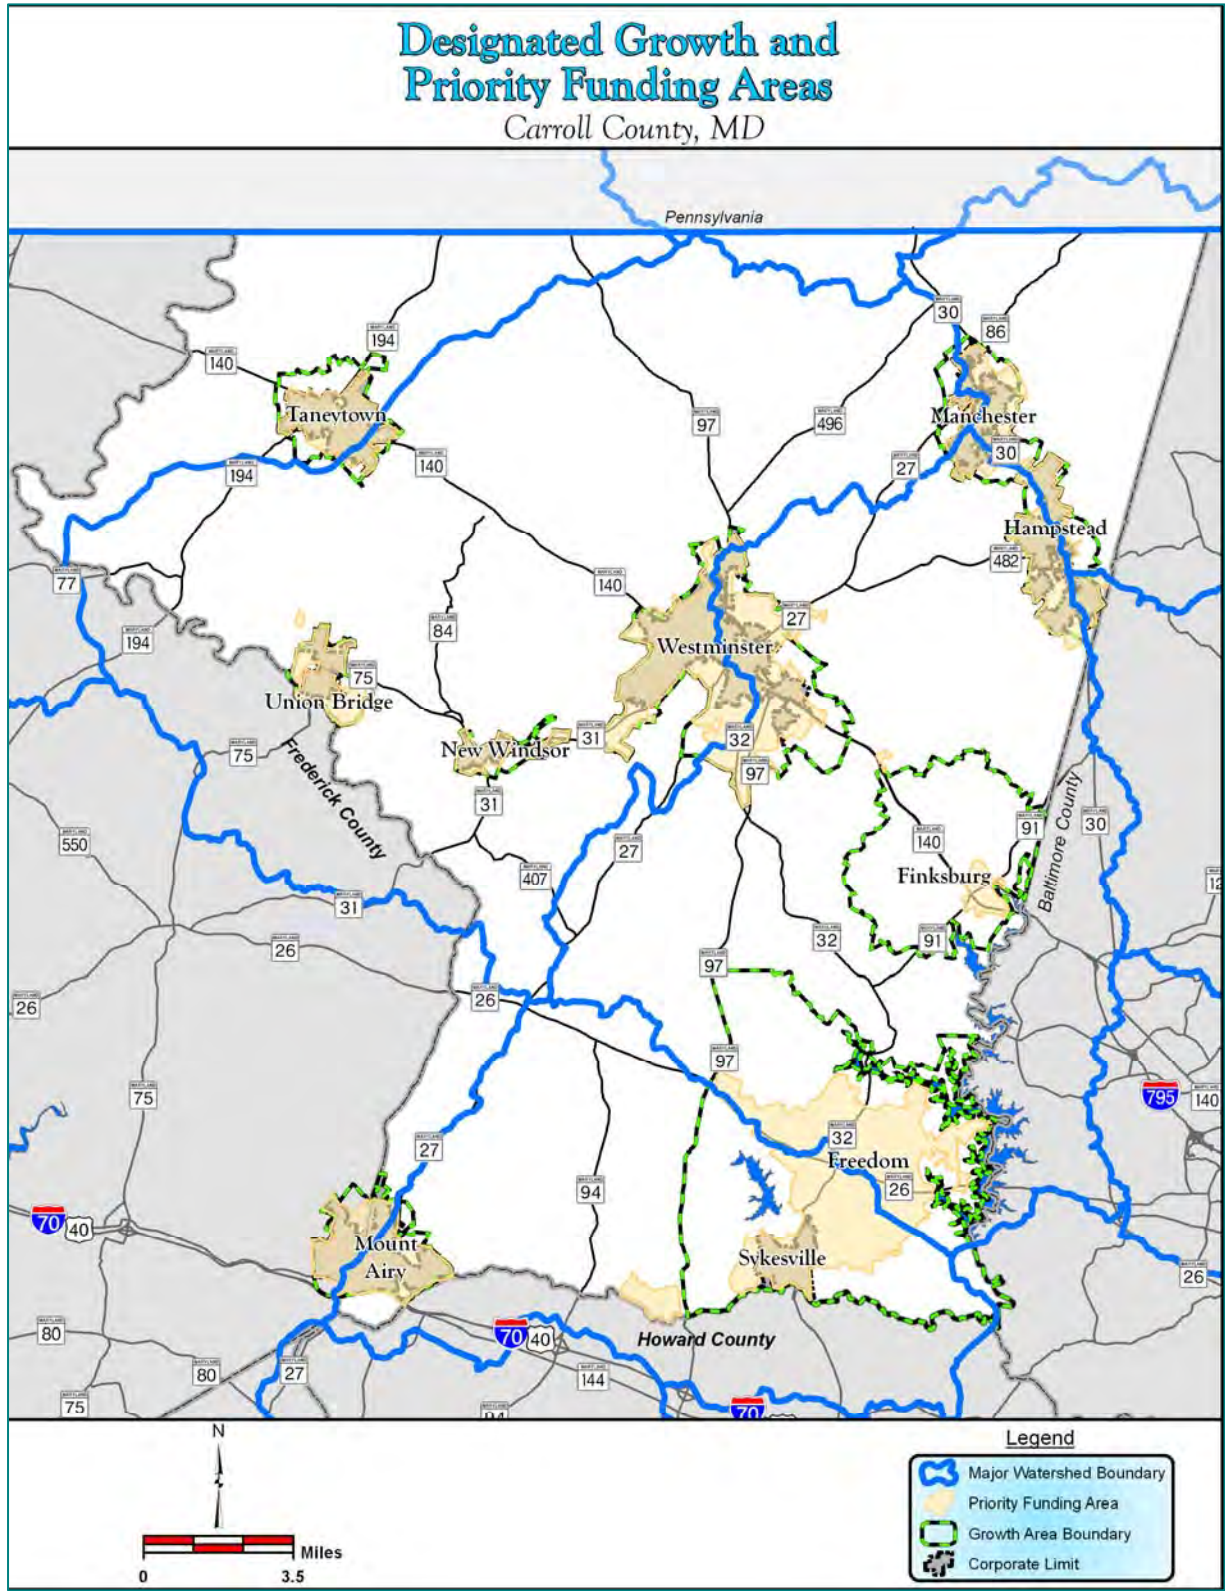 Designated Growth and
Priority Funding Areas
Carroll County, MD
Pennsylvania
30
86
194
140
Taneytown
97
496
Manchester
30
27
140
194
Hampstead
482
77
140
27
84
194
Westminster
75
Union Bridge
31
32
New Windsor
75
97
Frederick County
31
Baltimore County
91
30
550
27
140
407
Finksburg
31
26
32
91
97
26
26
97
75
795
140
32
27
Freedom
94
26
70
40
Mount
Airy
Sykesville
26
80
70
40
Howard County
80
27
144
75
70
N
Miles
0
3.5
Legend
Major Watershed Boundary
Priority Funding Area
Growth Area Boundary
Corporate Limit